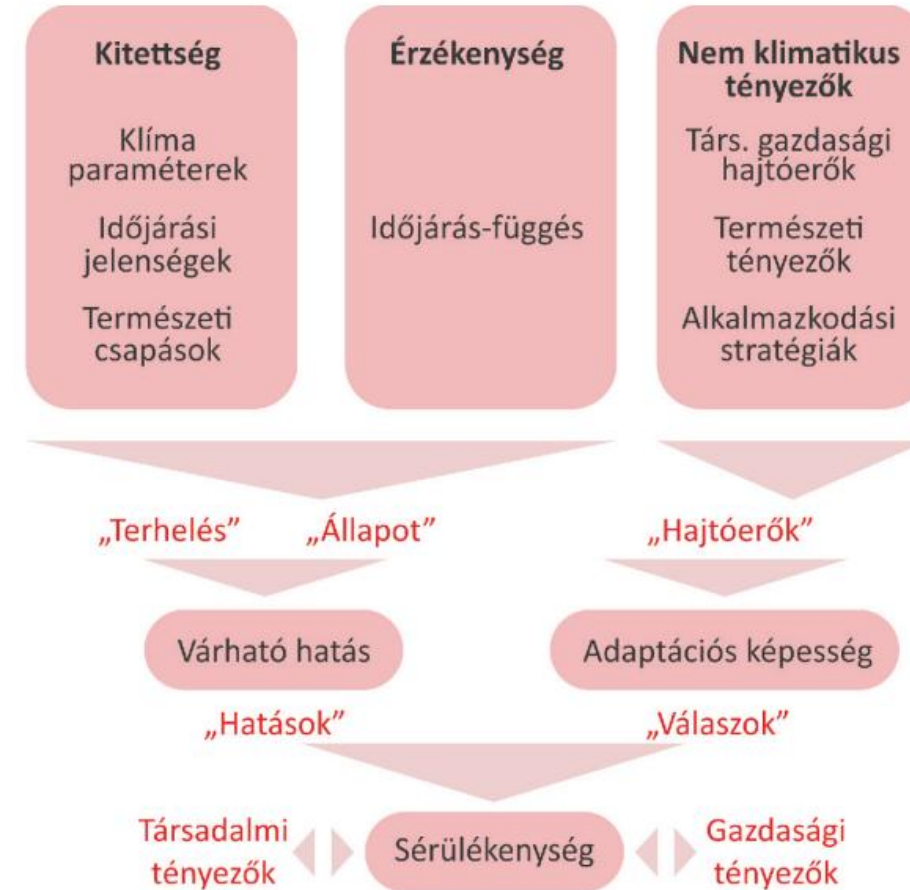 Kitettség
Klíma
paraméterek
Időjárási
jelenségek
Természeti
csapások
Érzékenység
Időjárás-függés
Nem klimatikus
tényezők
Társ. gazdasági
hajtóerők
Természeti
tényezők
Alkalmazkodási
stratégiák
„Terhelés”
„Állapot”
„Hajtóerők”
Várható hatás
Adaptációs képesség
„Hatások”
„Válaszok”
Társadalmi
tényezők
Sérülékenység
Gazdasági
tényezők